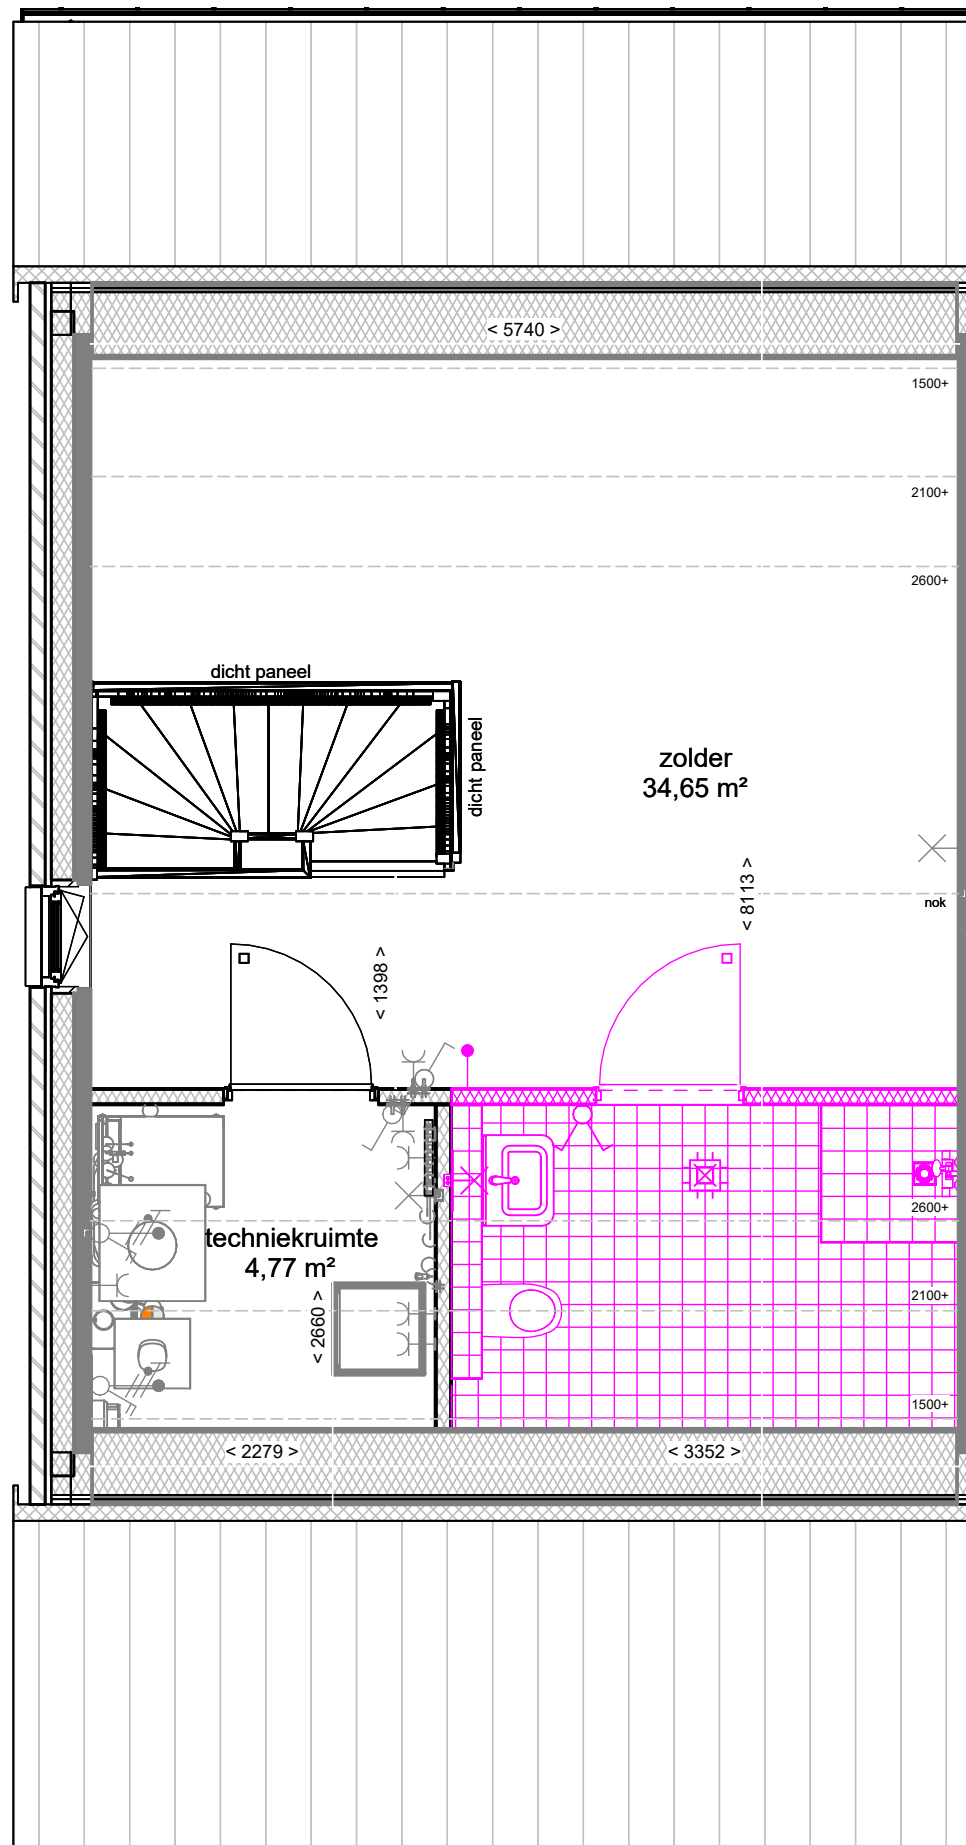 < 5740 >
1500+
2100+
2600+
dicht paneel
dicht paneel
zolder
34,65 m²
< 8113 >
nok
< 1398 >
2600+
techniekruimte
4,77 m²
2100+
< 2660 >
1500+
< 2279 >
< 3352 >